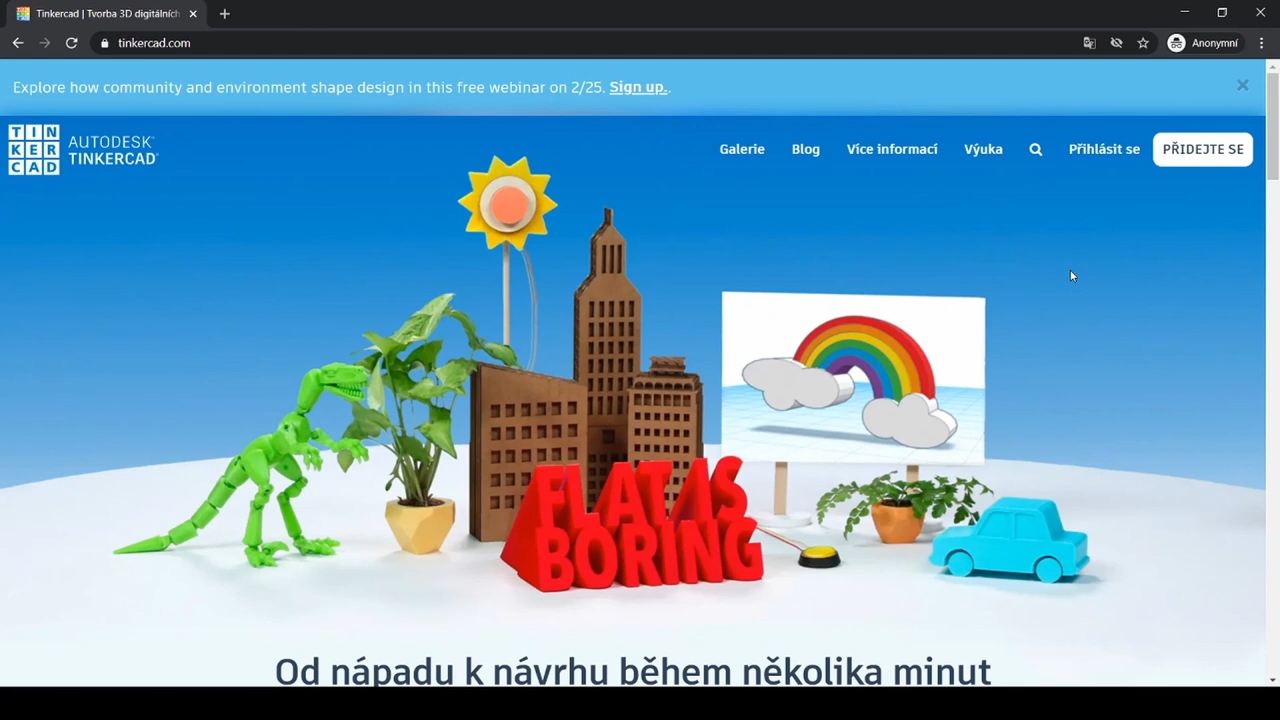 Tinkercad | Tvorba 3D digitálních
tinkercad.com
Anonymní
Explore how community and environment shape design in this free webinar on 2/25. Sign up..
TIN
KER
CAD
AUTODESK
TINKERCAD
Galerie
Blog
Více informací
Výuka
Přihlásit se
PŘIDEJTE SE
FLAT IS
BORING
Od nápadu k návrhu během několika minut